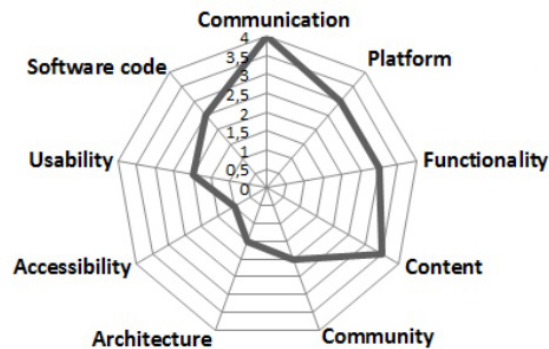 Communication
4
3,5
3
2,5
2
1,5
1
0,5
0
Platform
Functionality
Content
Community
Architecture
Accessibility
Usability
Software code